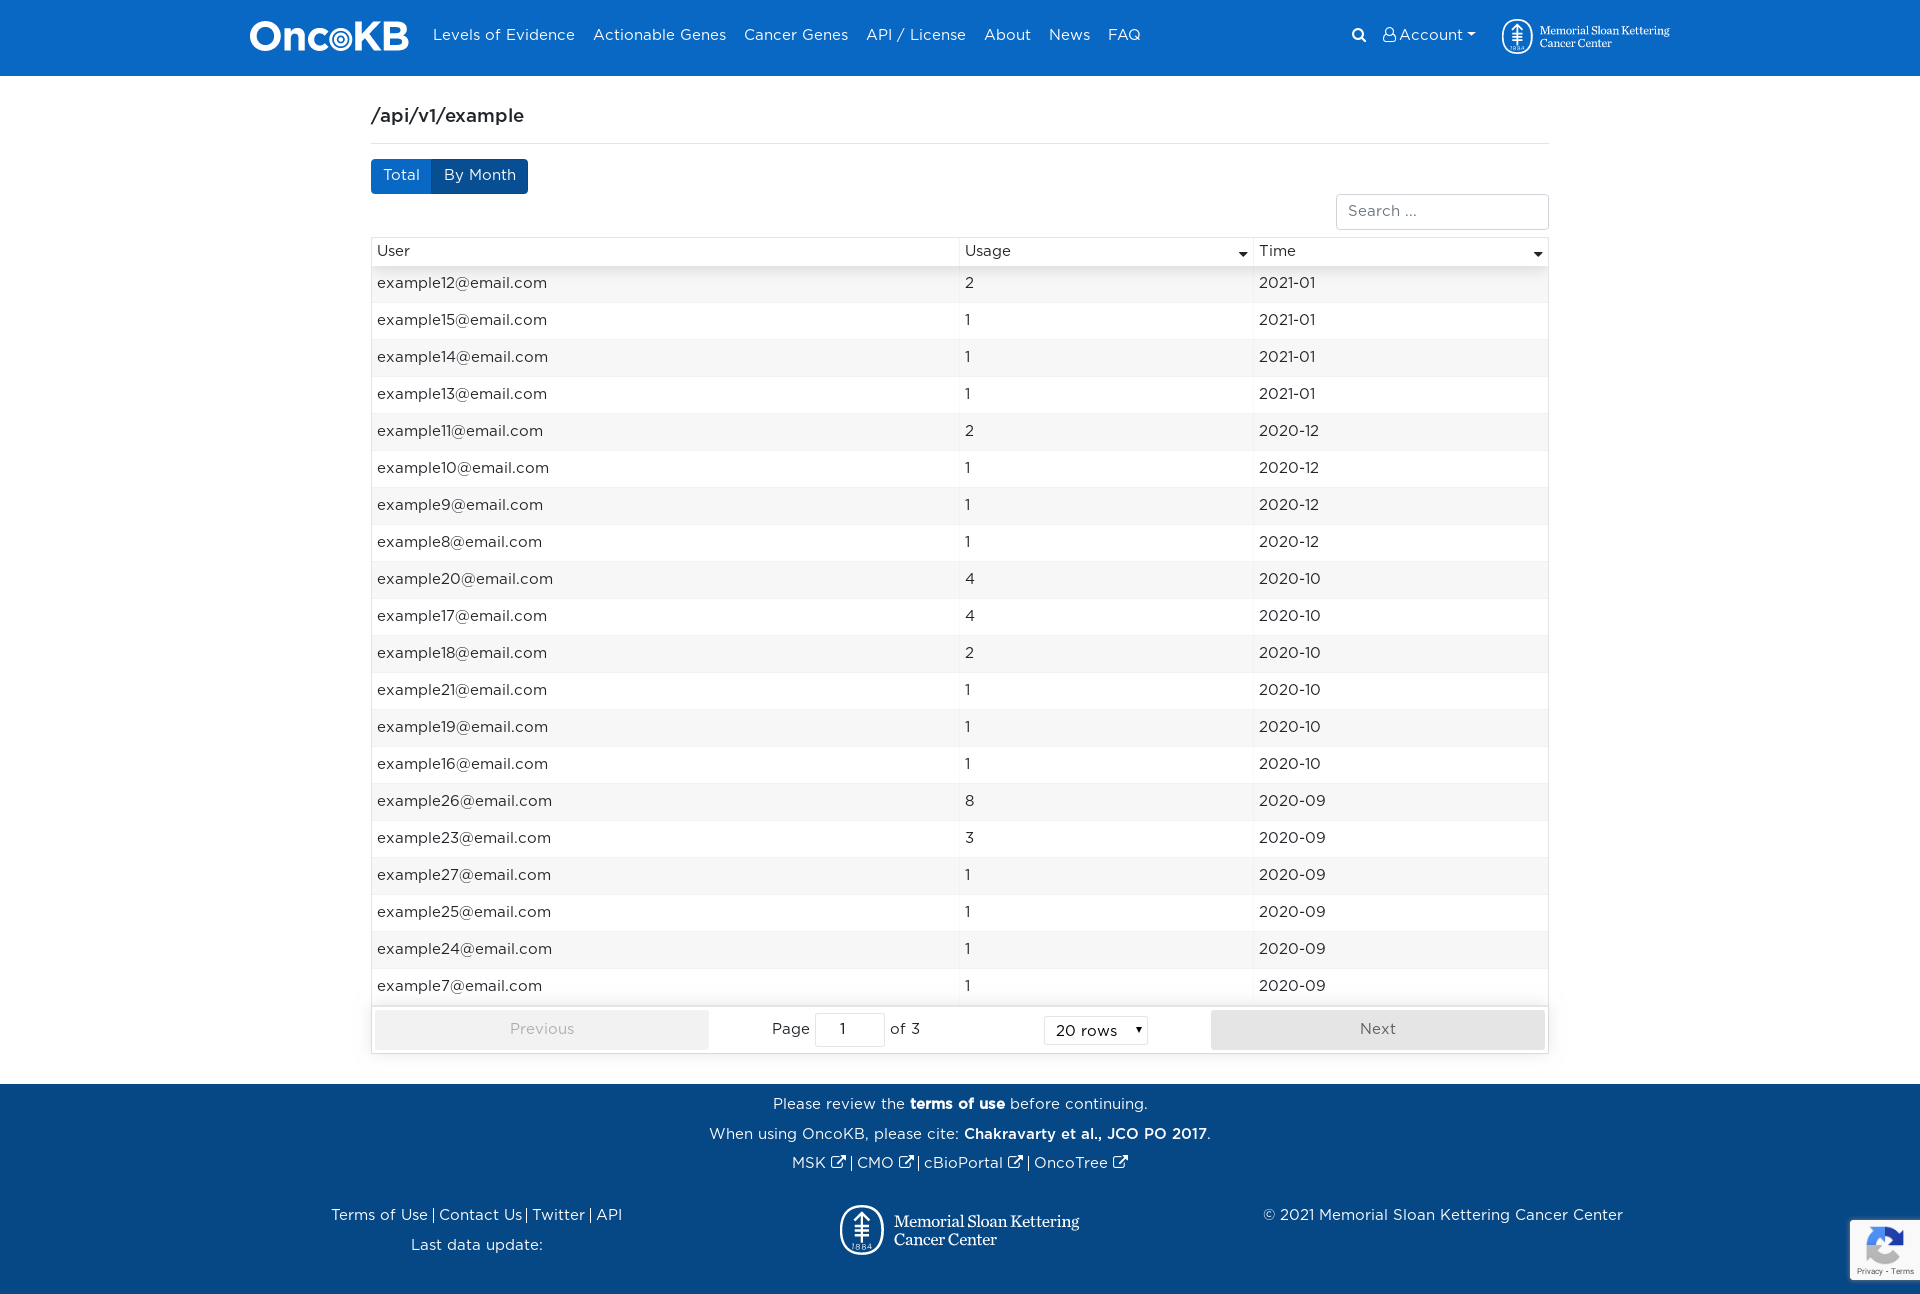 OncoKB Levels of Evidence Actionable Genes Cancer Genes API / License About News FAQ Account Memorial Sloan Kettering
Cancer Center
1884
/api/v1/example
Total By Month
Search ...
User Usage Time
example12@email.com 2 2021-01
example15@email.com 1 2021-01
example14@email.com 1 2021-01
example13@email.com 1 2021-01
example11@email.com 2 2020-12
example10@email.com 1 2020-12
example9@email.com 1 2020-12
example8@email.com 1 2020-12
example20@email.com 4 2020-10
example17@email.com 4 2020-10
example18@email.com 2 2020-10
example21@email.com 1 2020-10
example19@email.com 1 2020-10
example16@email.com 1 2020-10
example26@email.com 8 2020-09
example23@email.com 3 2020-09
example27@email.com 1 2020-09
example25@email.com 1 2020-09
example24@email.com 1 2020-09
example7@email.com 1 2020-09
Previous Page 1 of 3 20 rows Next
Please review the terms of use before continuing.
When using OncoKB, please cite: Chakravarty et al., JCO PO 2017.
MSK | CMO | cBioPortal | OncoTree
Terms of Use | Contact Us | Twitter | API
Last data update:
Memorial Sloan Kettering
Cancer Center
1884
© 2021 Memorial Sloan Kettering Cancer Center
Privacy - Terms